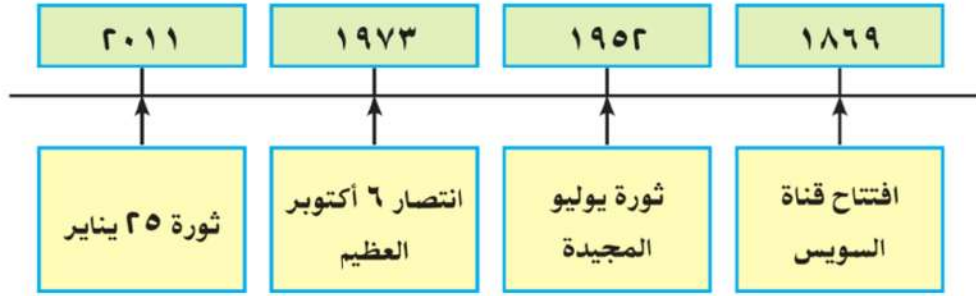 ١٨٦٩
١٩٥٢
١٩٧٣
٢٠١١
افتتاح قناة
السويس
ثورة يوليو
المجيدة
انتصار ٦ أكتوبر
العظيم
ثورة ٢٥ يناير